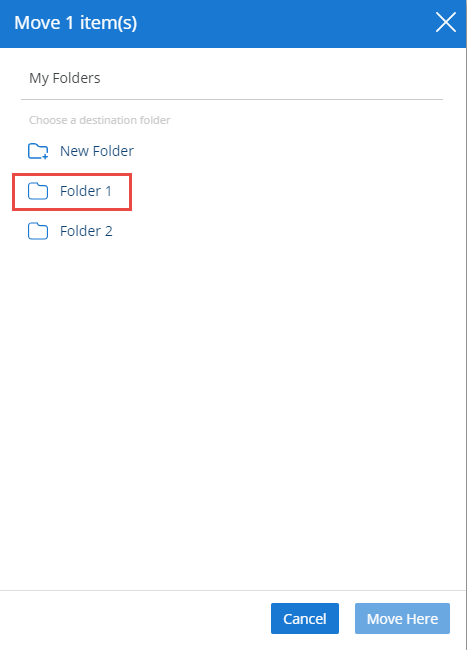 Move 1 item(s)
My Folders
Choose a destination folder
New Folder
Folder 1
Folder 2
Cancel
Move Here